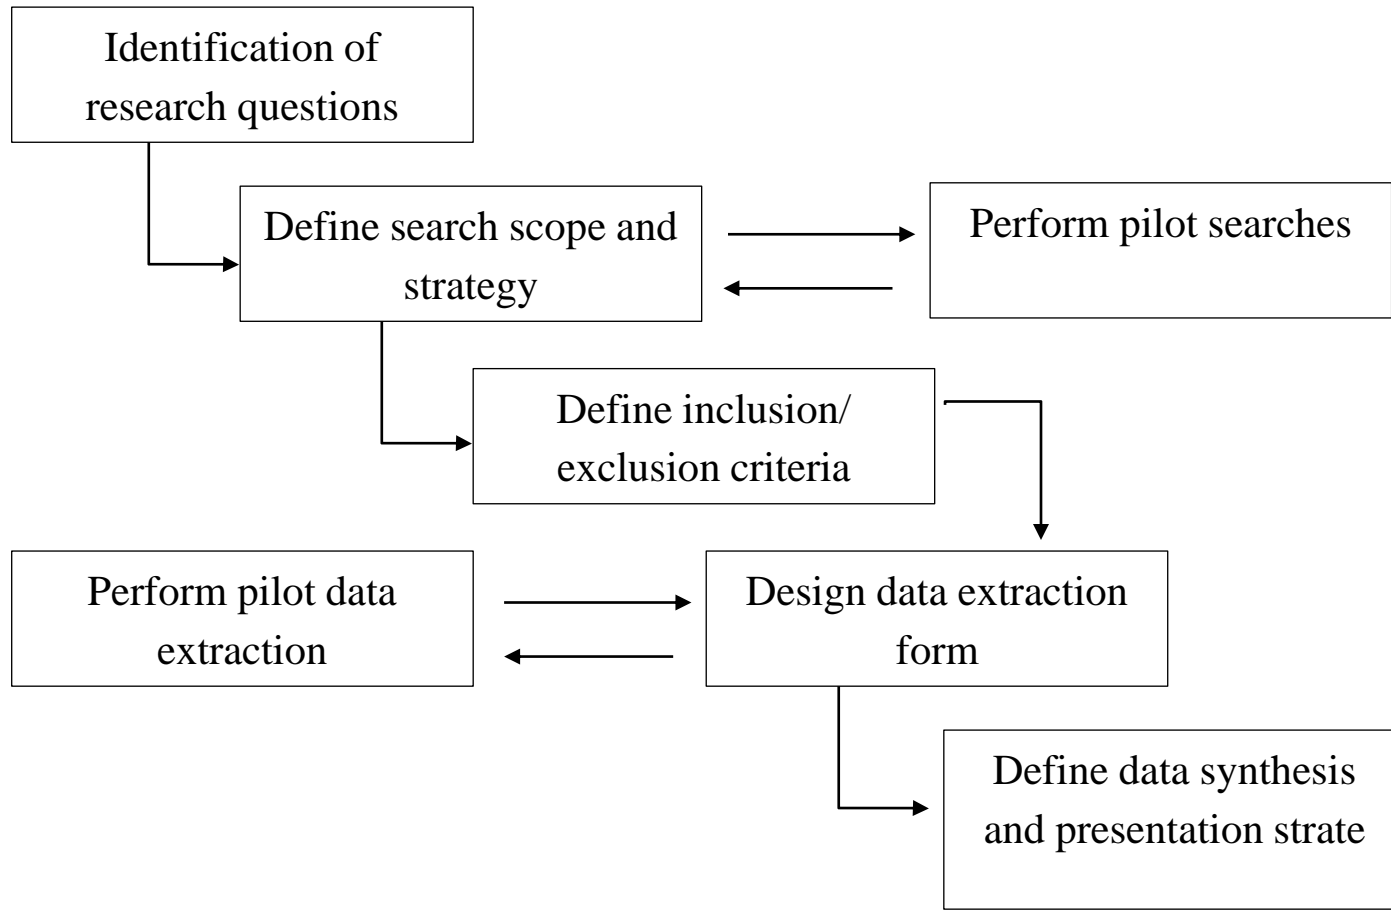 Identification of
research questions
Define search scope and
strategy
Perform pilot searches
Define inclusion/
exclusion criteria
Perform pilot data
extraction
Design data extraction
form
Define data synthesis
and presentation strate